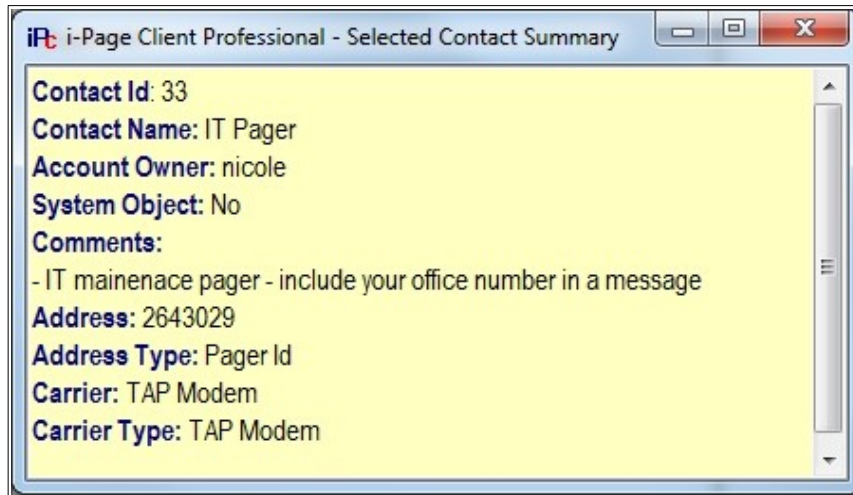 iPc i-Page Client Professional - Selected Contact Summary
Contact Id: 33
Contact Name: IT Pager
Account Owner: nicole
System Object: No
Comments:
- IT mainenace pager - include your office number in a message
Address: 2643029
Address Type: Pager Id
Carrier: TAP Modem
Carrier Type: TAP Modem